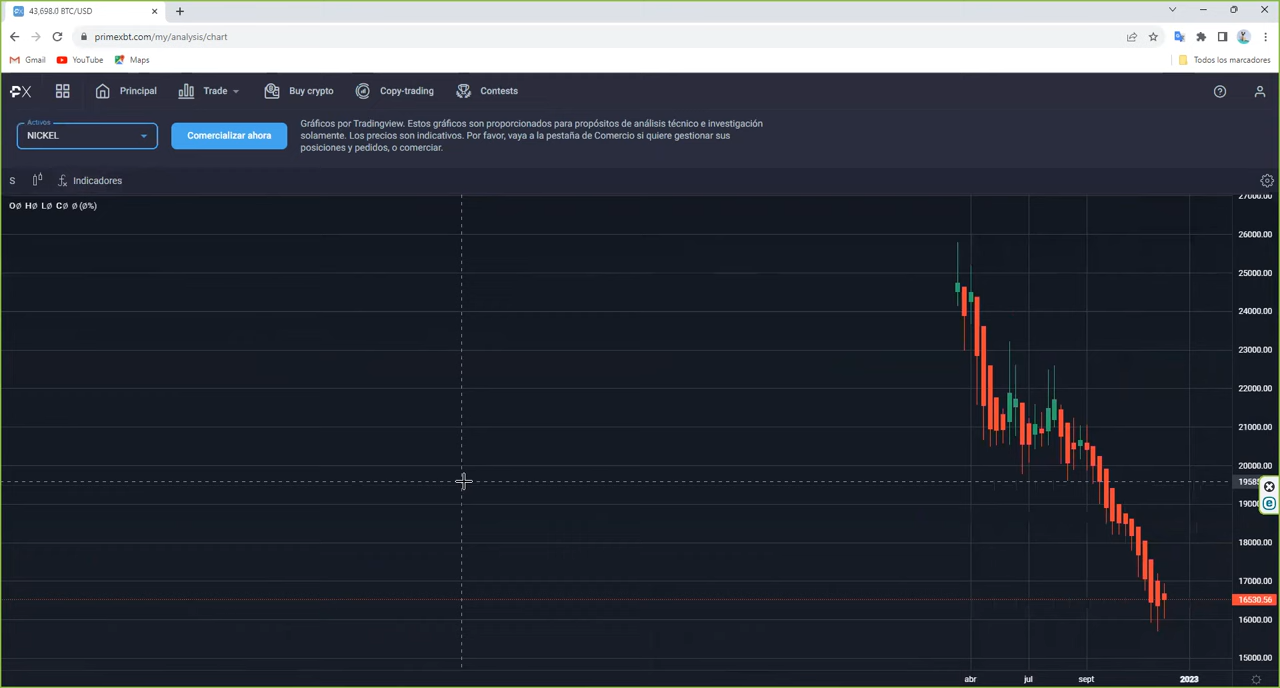 43,698.0 BTC/USD
primexbt.com/my/analysis/chart
Gmail YouTube Maps Todos los marcadores
PX Principal Trade Buy crypto Copy-trading Contests
Activos
NICKEL
Comercializar ahora
Gráficos por Tradingview. Estos gráficos son proporcionados para propósitos de análisis técnico e investigación
solamente. Los precios son indicativos. Por favor, vaya a la pestaña de Comercio si quiere gestionar sus
posiciones y pedidos, o comerciar.
S Indicadores
OØ HØ LØ CØ Ø (Ø%)
27000.00
26000.00
25000.00
24000.00
23000.00
22000.00
21000.00
20000.00
19585
1900
18000.00
17000.00
16530.56
16000.00
15000.00
abr jul sept 2023